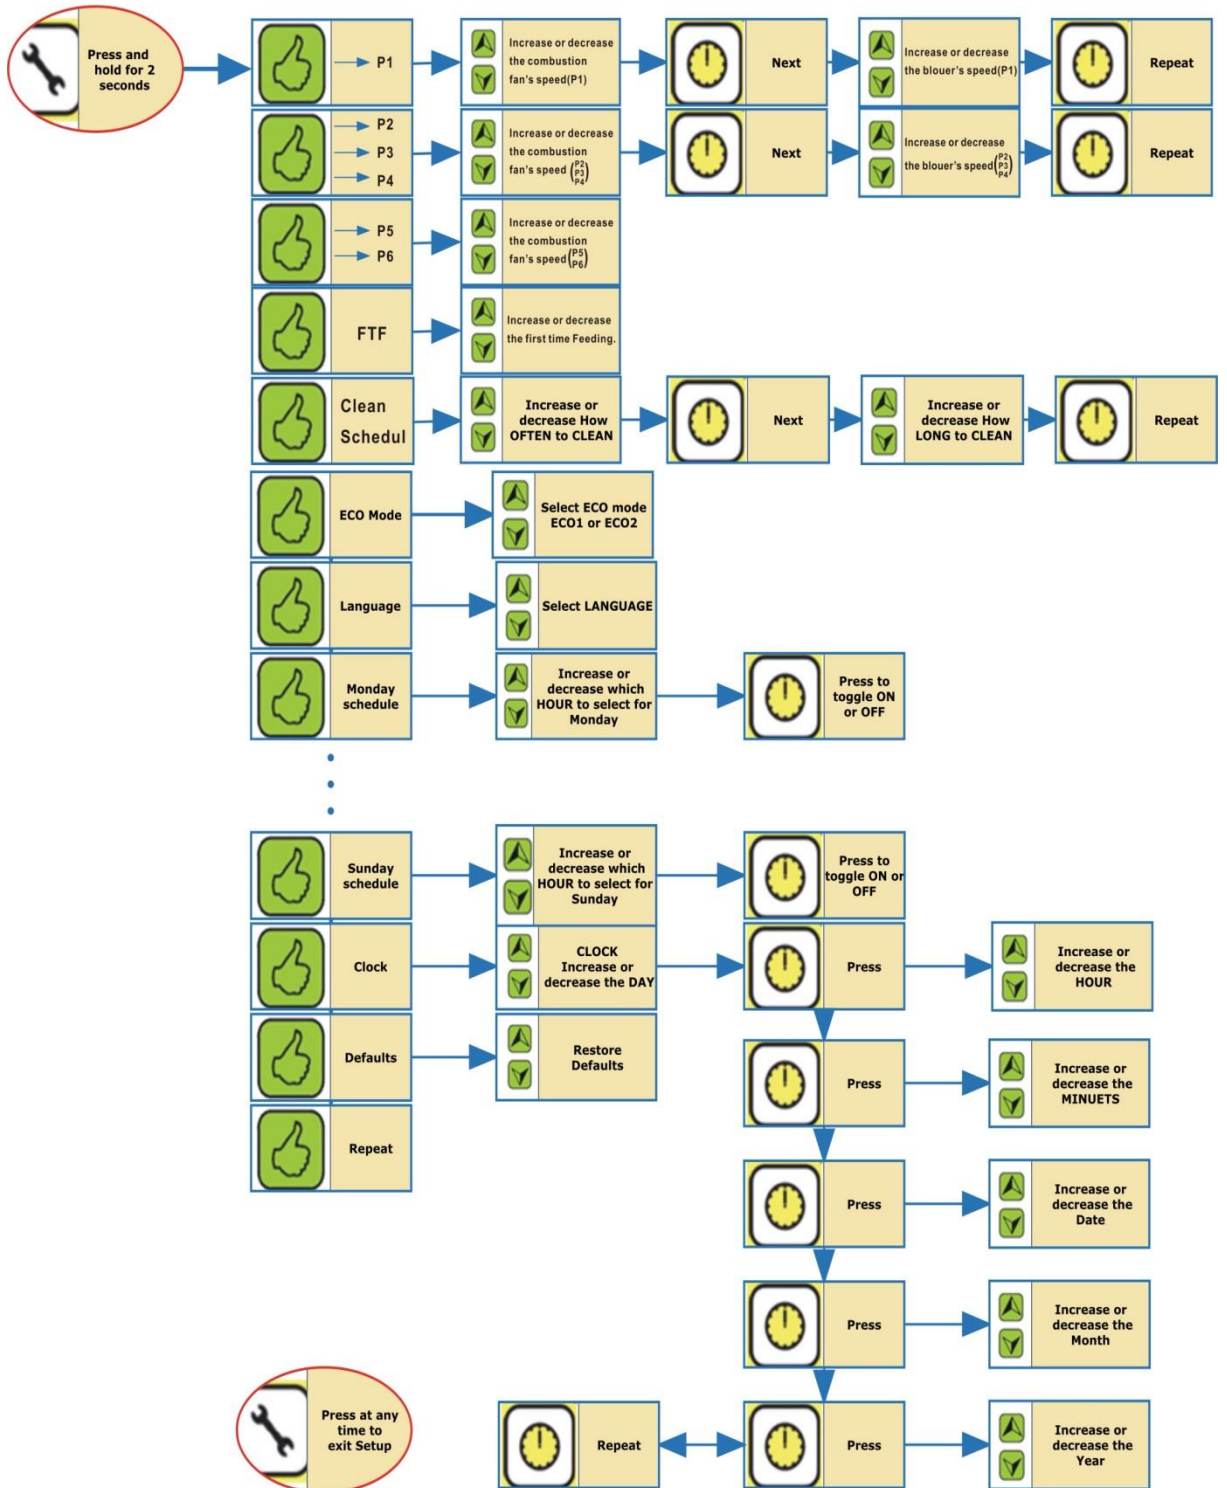 Press and
hold for 2
seconds
P1
Increase or decrease
the combustion
fan's speed(P1)
Next
Increase or decrease
the blouer's speed(P1)
Repeat
P2
P3
P4
Increase or decrease
the combustion
fan's speed (P2 P3 P4)
Next
Increase or decrease
the blouer's speed(P2 P3 P4)
Repeat
P5
P6
Increase or decrease
the combustion
fan's speed(P5 P6)
FTF
Increase or decrease
the first time Feeding.
Clean
Schedul
Increase or
decrease How
OFTEN to CLEAN
Next
Increase or
decrease How
LONG to CLEAN
Repeat
ECO Mode
Select ECO mode
ECO1 or ECO2
Language
Select LANGUAGE
Monday
schedule
Increase or
decrease which
HOUR to select for
Monday
Press to
toggle ON
or OFF
Sunday
schedule
Increase or
decrease which
HOUR to select for
Sunday
Press to
toggle ON or
OFF
Clock
CLOCK
Increase or
decrease the DAY
Press
Increase or
decrease the
HOUR
Defaults
Restore
Defaults
Press
Increase or
decrease the
MINUETS
Repeat
Press
Increase or
decrease the
Date
Press
Increase or
decrease the
Month
Press at any
time to
exit Setup
Repeat
Press
Increase or
decrease the
Year